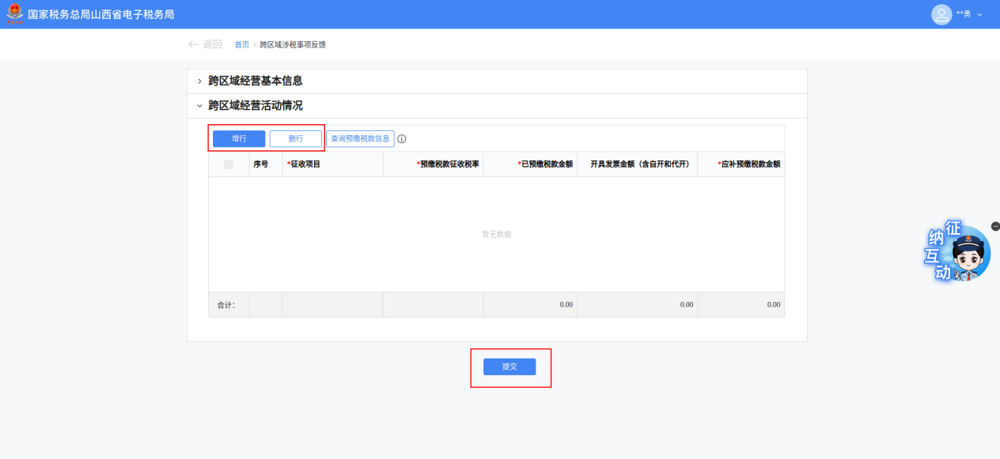 国家税务总局山西省电子税务局
**勇
返回 首页 > 跨区域涉税事项反馈
跨区域经营基本信息
跨区域经营活动情况
增行 删行 查询预缴税款信息
序号 *征收项目 *预缴税款征收税率 *已预缴税款金额 开具发票金额（含自开和代开） *应补预缴税款金额
暂无数据
合计： 0.00 0.00 0.00
提交
征纳互动